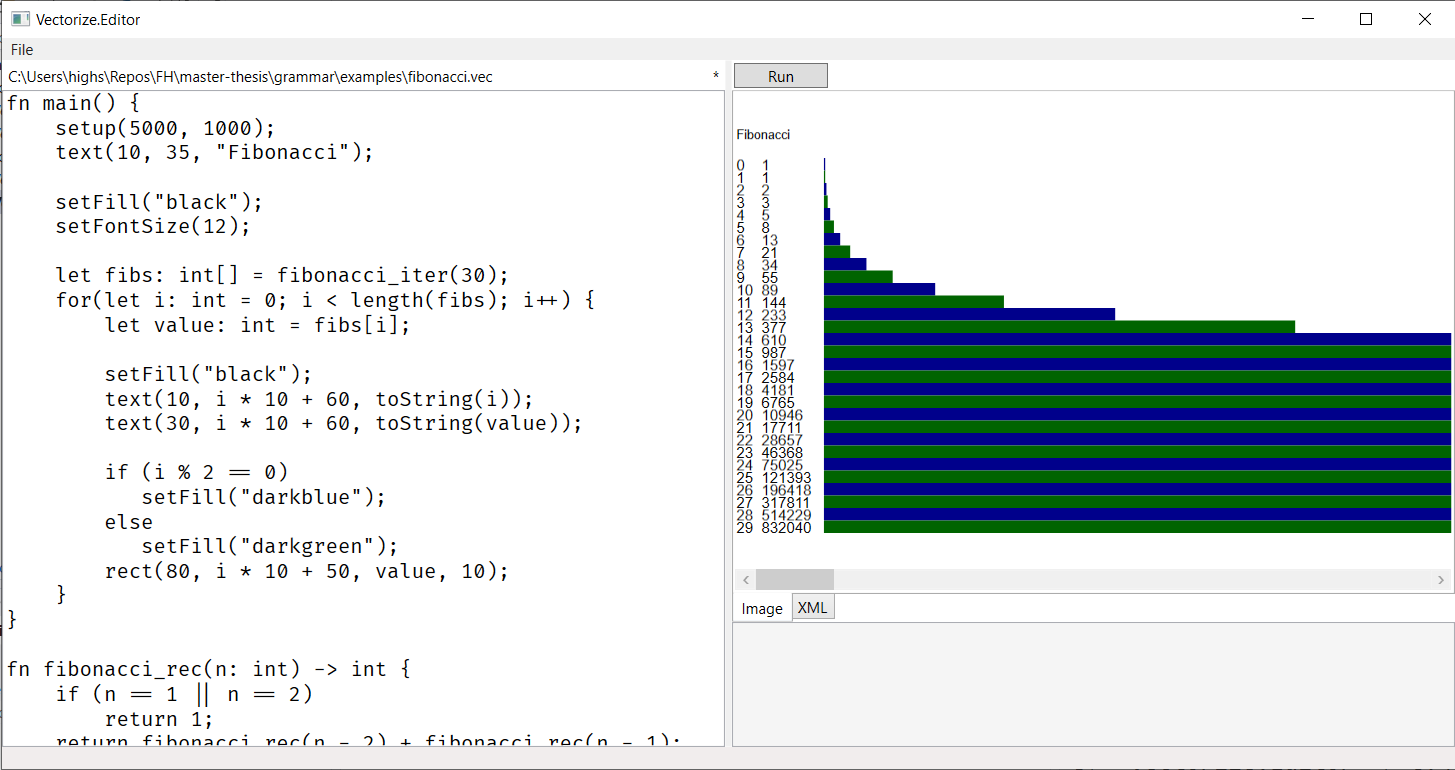 Vectorize.Editor
File
C:\Users\highs\Repos\FH\master-thesis\grammar\examples\fibonacci.vec *
fn main() {
    setup(5000, 1000);
    text(10, 35, "Fibonacci");

    setFill("black");
    setFontSize(12);

    let fibs: int[] = fibonacci_iter(30);
    for(let i: int = 0; i < length(fibs); i++) {
        let value: int = fibs[i];

        setFill("black");
        text(10, i * 10 + 60, toString(i));
        text(30, i * 10 + 60, toString(value));

        if (i % 2 == 0)
           setFill("darkblue");
        else
           setFill("darkgreen");
        rect(80, i * 10 + 50, value, 10);
    }
}

fn fibonacci_rec(n: int) -> int {
    if (n == 1 || n == 2)
        return 1;
    return fibonacci_rec(n - 2) + fibonacci_rec(n - 1);
Run
Fibonacci
0 1
1 1
2 2
3 3
4 5
5 8
6 13
7 21
8 34
9 55
10 89
11 144
12 233
13 377
14 610
15 987
16 1597
17 2584
18 4181
19 6765
20 10946
21 17711
22 28657
23 46368
24 75025
25 121393
26 196418
27 317811
28 514229
29 832040
Image XML